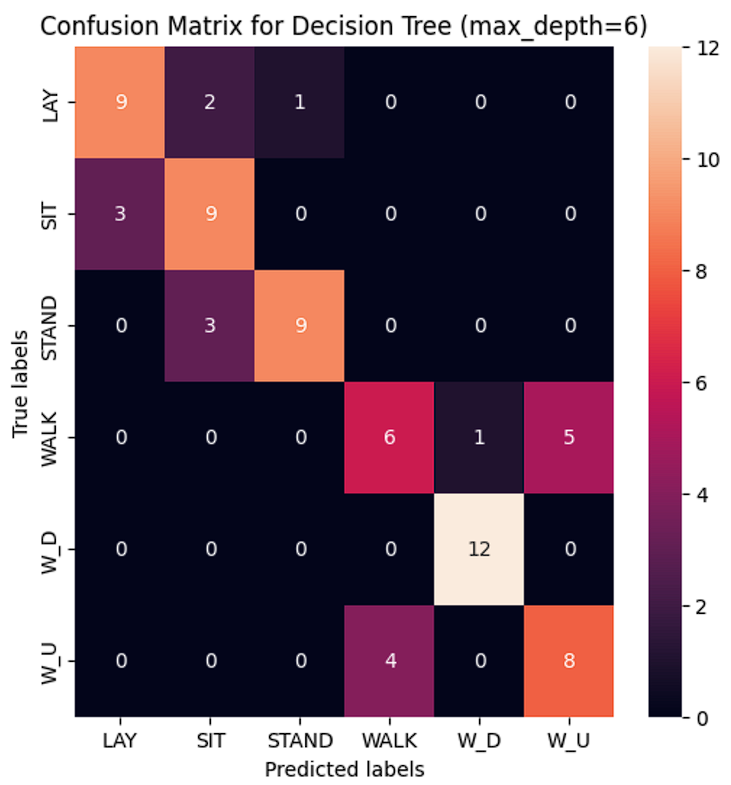 Confusion Matrix for Decision Tree (max_depth=6)
LAY 9 2 1 0 0 0
SIT 3 9 0 0 0 0
STAND 0 3 9 0 0 0
WALK 0 0 0 6 1 5
W_D 0 0 0 0 12 0
W_U 0 0 0 4 0 8
LAY SIT STAND WALK W_D W_U
Predicted labels
True labels
12
10
8
6
4
2
0